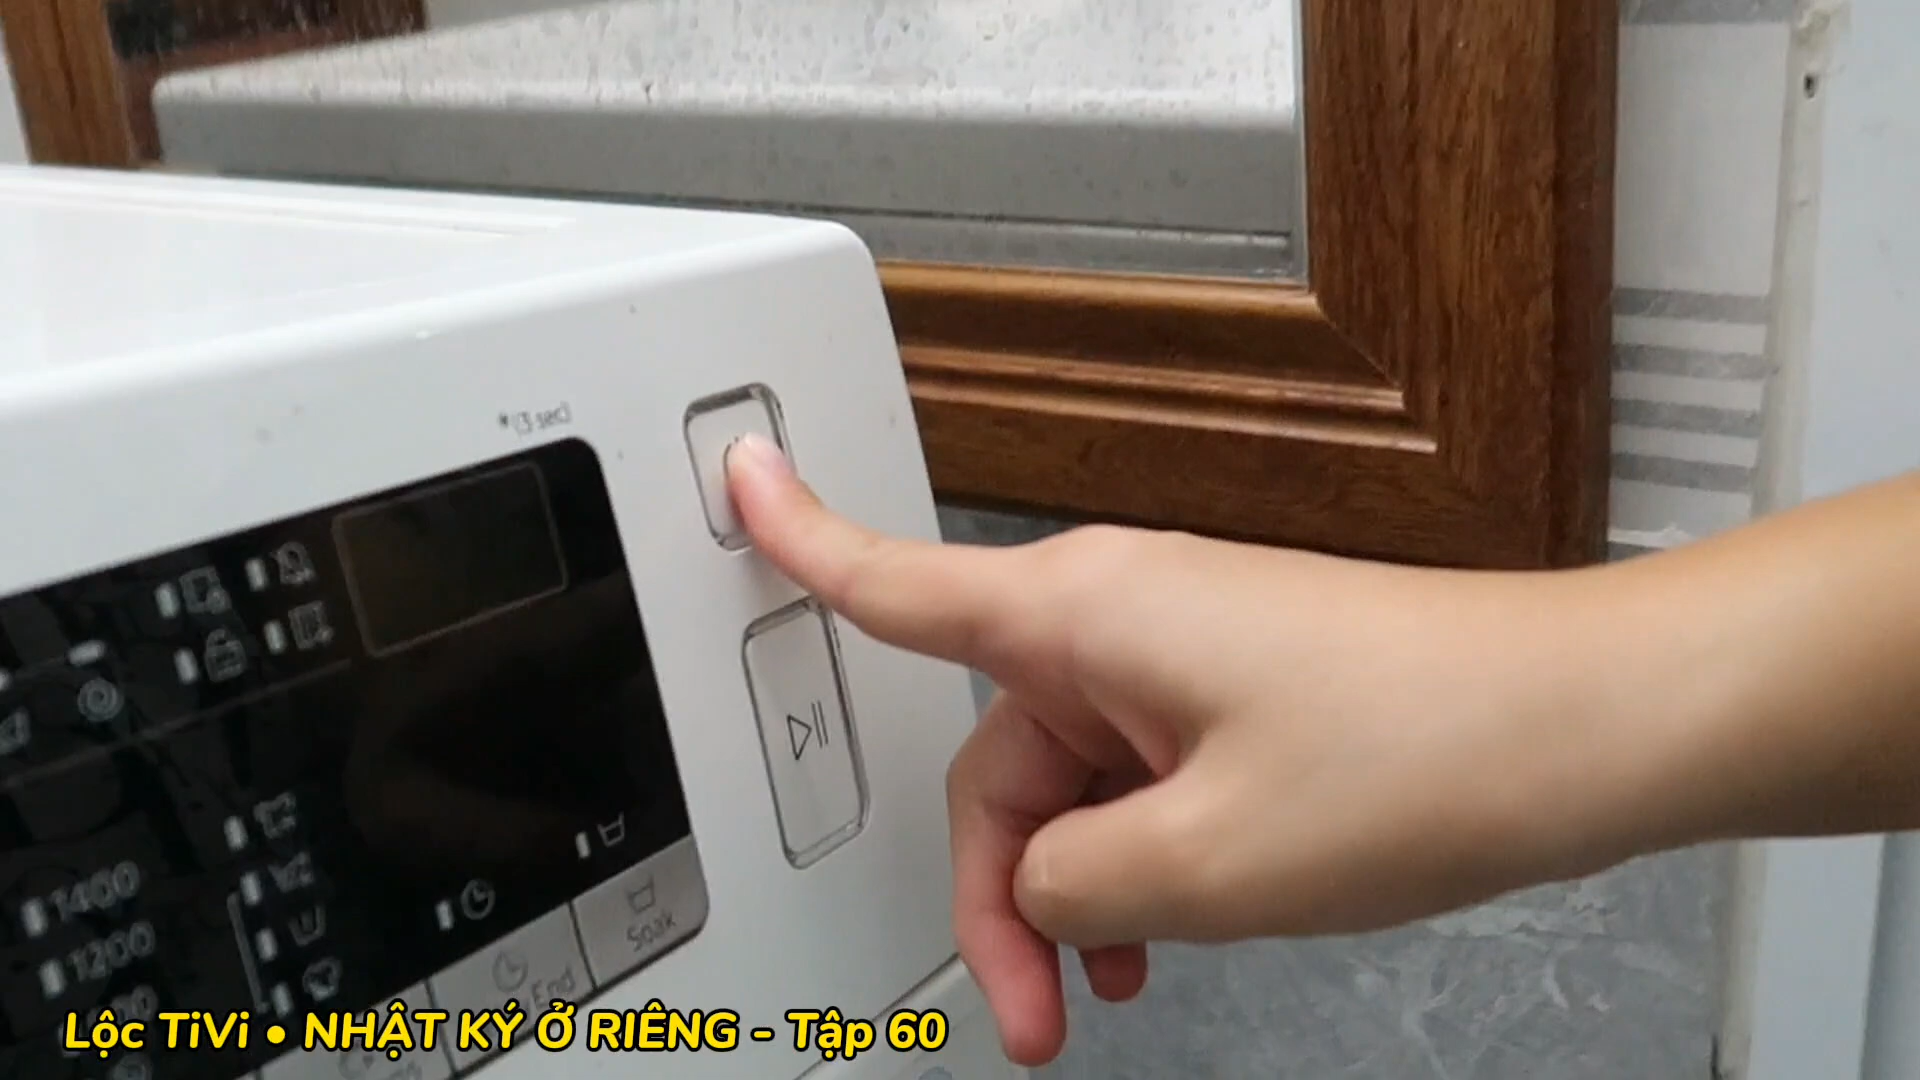 *(3 sec)
1400
1200
End
Soak
Lộc TiVi • NHẬT KÝ Ở RIÊNG - Tập 60